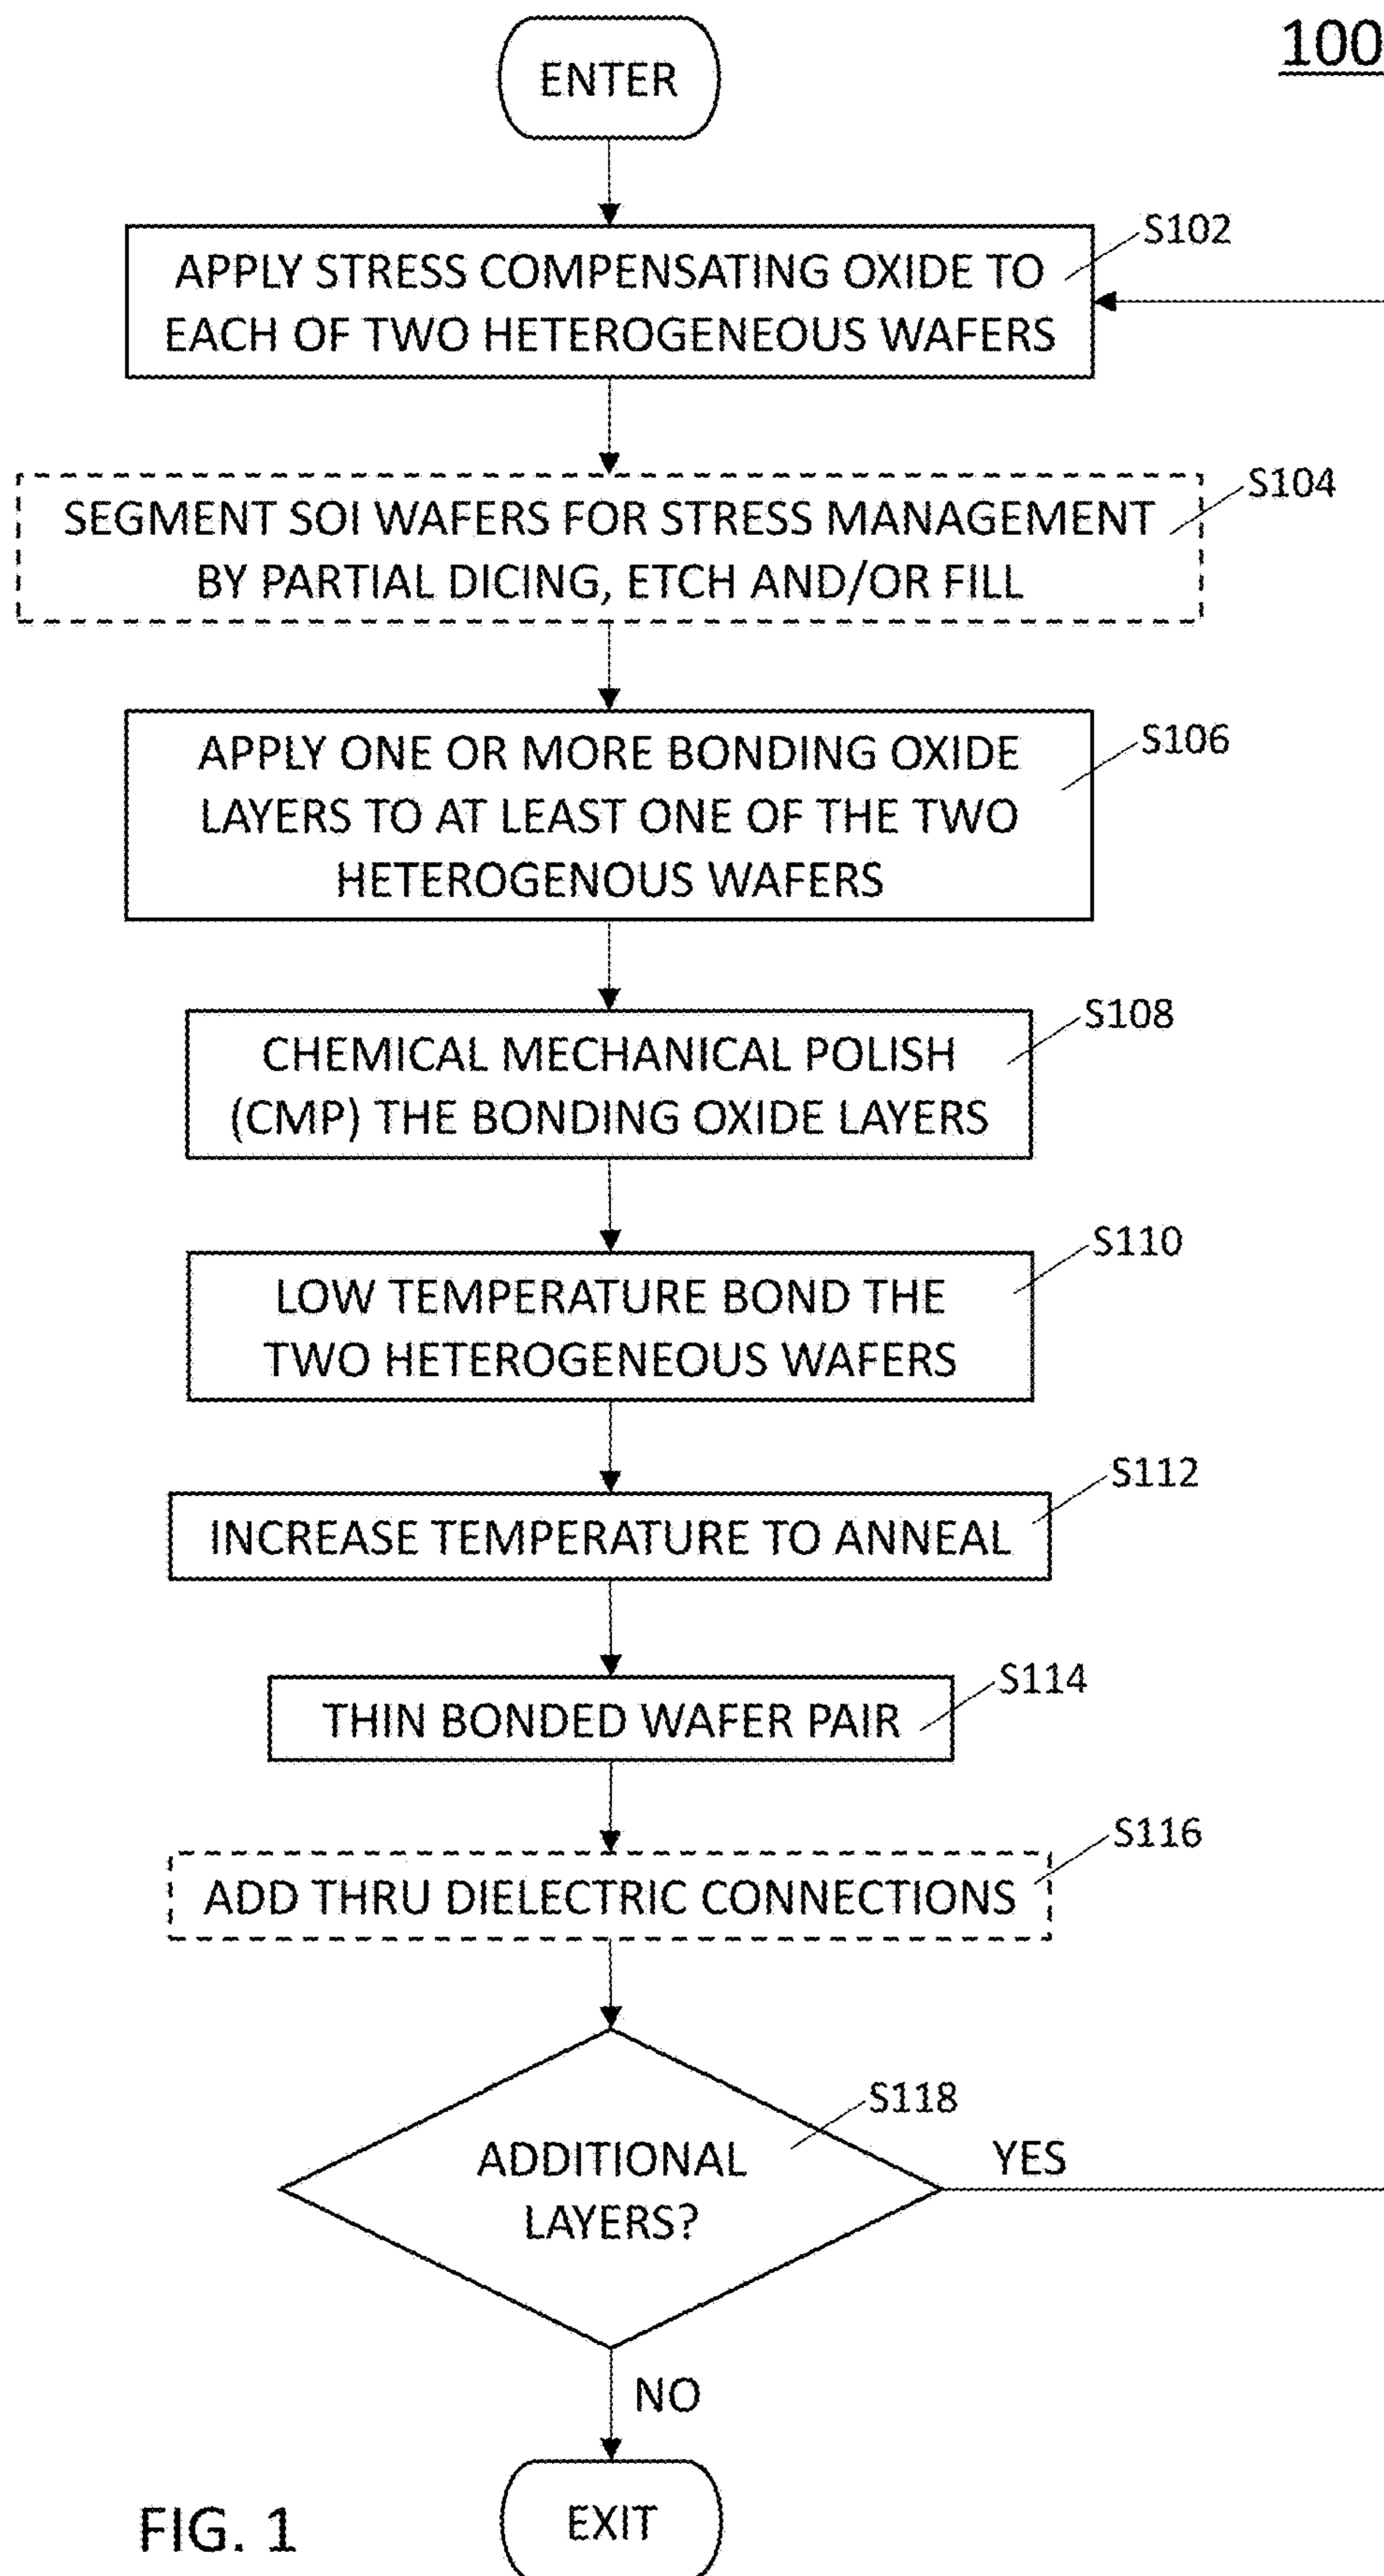 100
ENTER
S102
APPLY STRESS COMPENSATING OXIDE TO
EACH OF TWO HETEROGENEOUS WAFERS
S104
SEGMENT SOI WAFERS FOR STRESS MANAGEMENT
BY PARTIAL DICING, ETCH AND/OR FILL
S106
APPLY ONE OR MORE BONDING OXIDE
LAYERS TO AT LEAST ONE OF THE TWO
HETEROGENOUS WAFERS
S108
CHEMICAL MECHANICAL POLISH
(CMP) THE BONDING OXIDE LAYERS
S110
LOW TEMPERATURE BOND THE
TWO HETEROGENEOUS WAFERS
S112
INCREASE TEMPERATURE TO ANNEAL
S114
THIN BONDED WAFER PAIR
S116
ADD THRU DIELECTRIC CONNECTIONS
S118
ADDITIONAL
LAYERS?
YES
NO
EXIT
FIG. 1